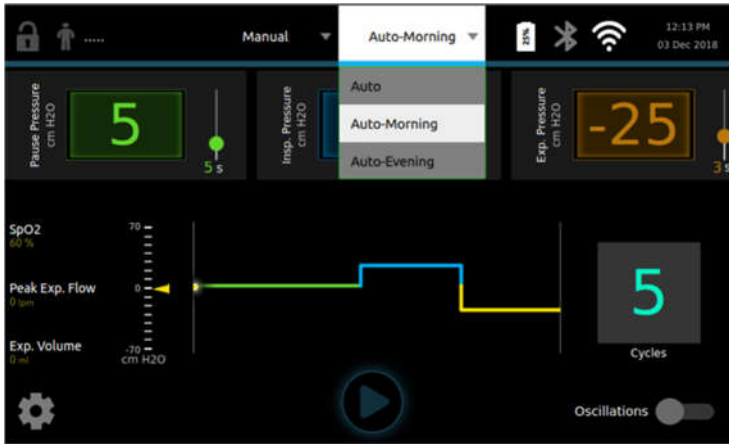 .....
Manual
Auto-Morning
25%
12:13 PM
03 Dec 2018
Auto
Auto-Morning
Auto-Evening
Pause Pressure
cm H2O
5
5 s
Insp. Pressure
cm H2O
Exp. Pressure
cm H2O
-25
3 s
SpO2
60 %
Peak Exp. Flow
0 lpm
Exp. Volume
0 ml
70
0
-70
cm H2O
5
Cycles
Oscillations